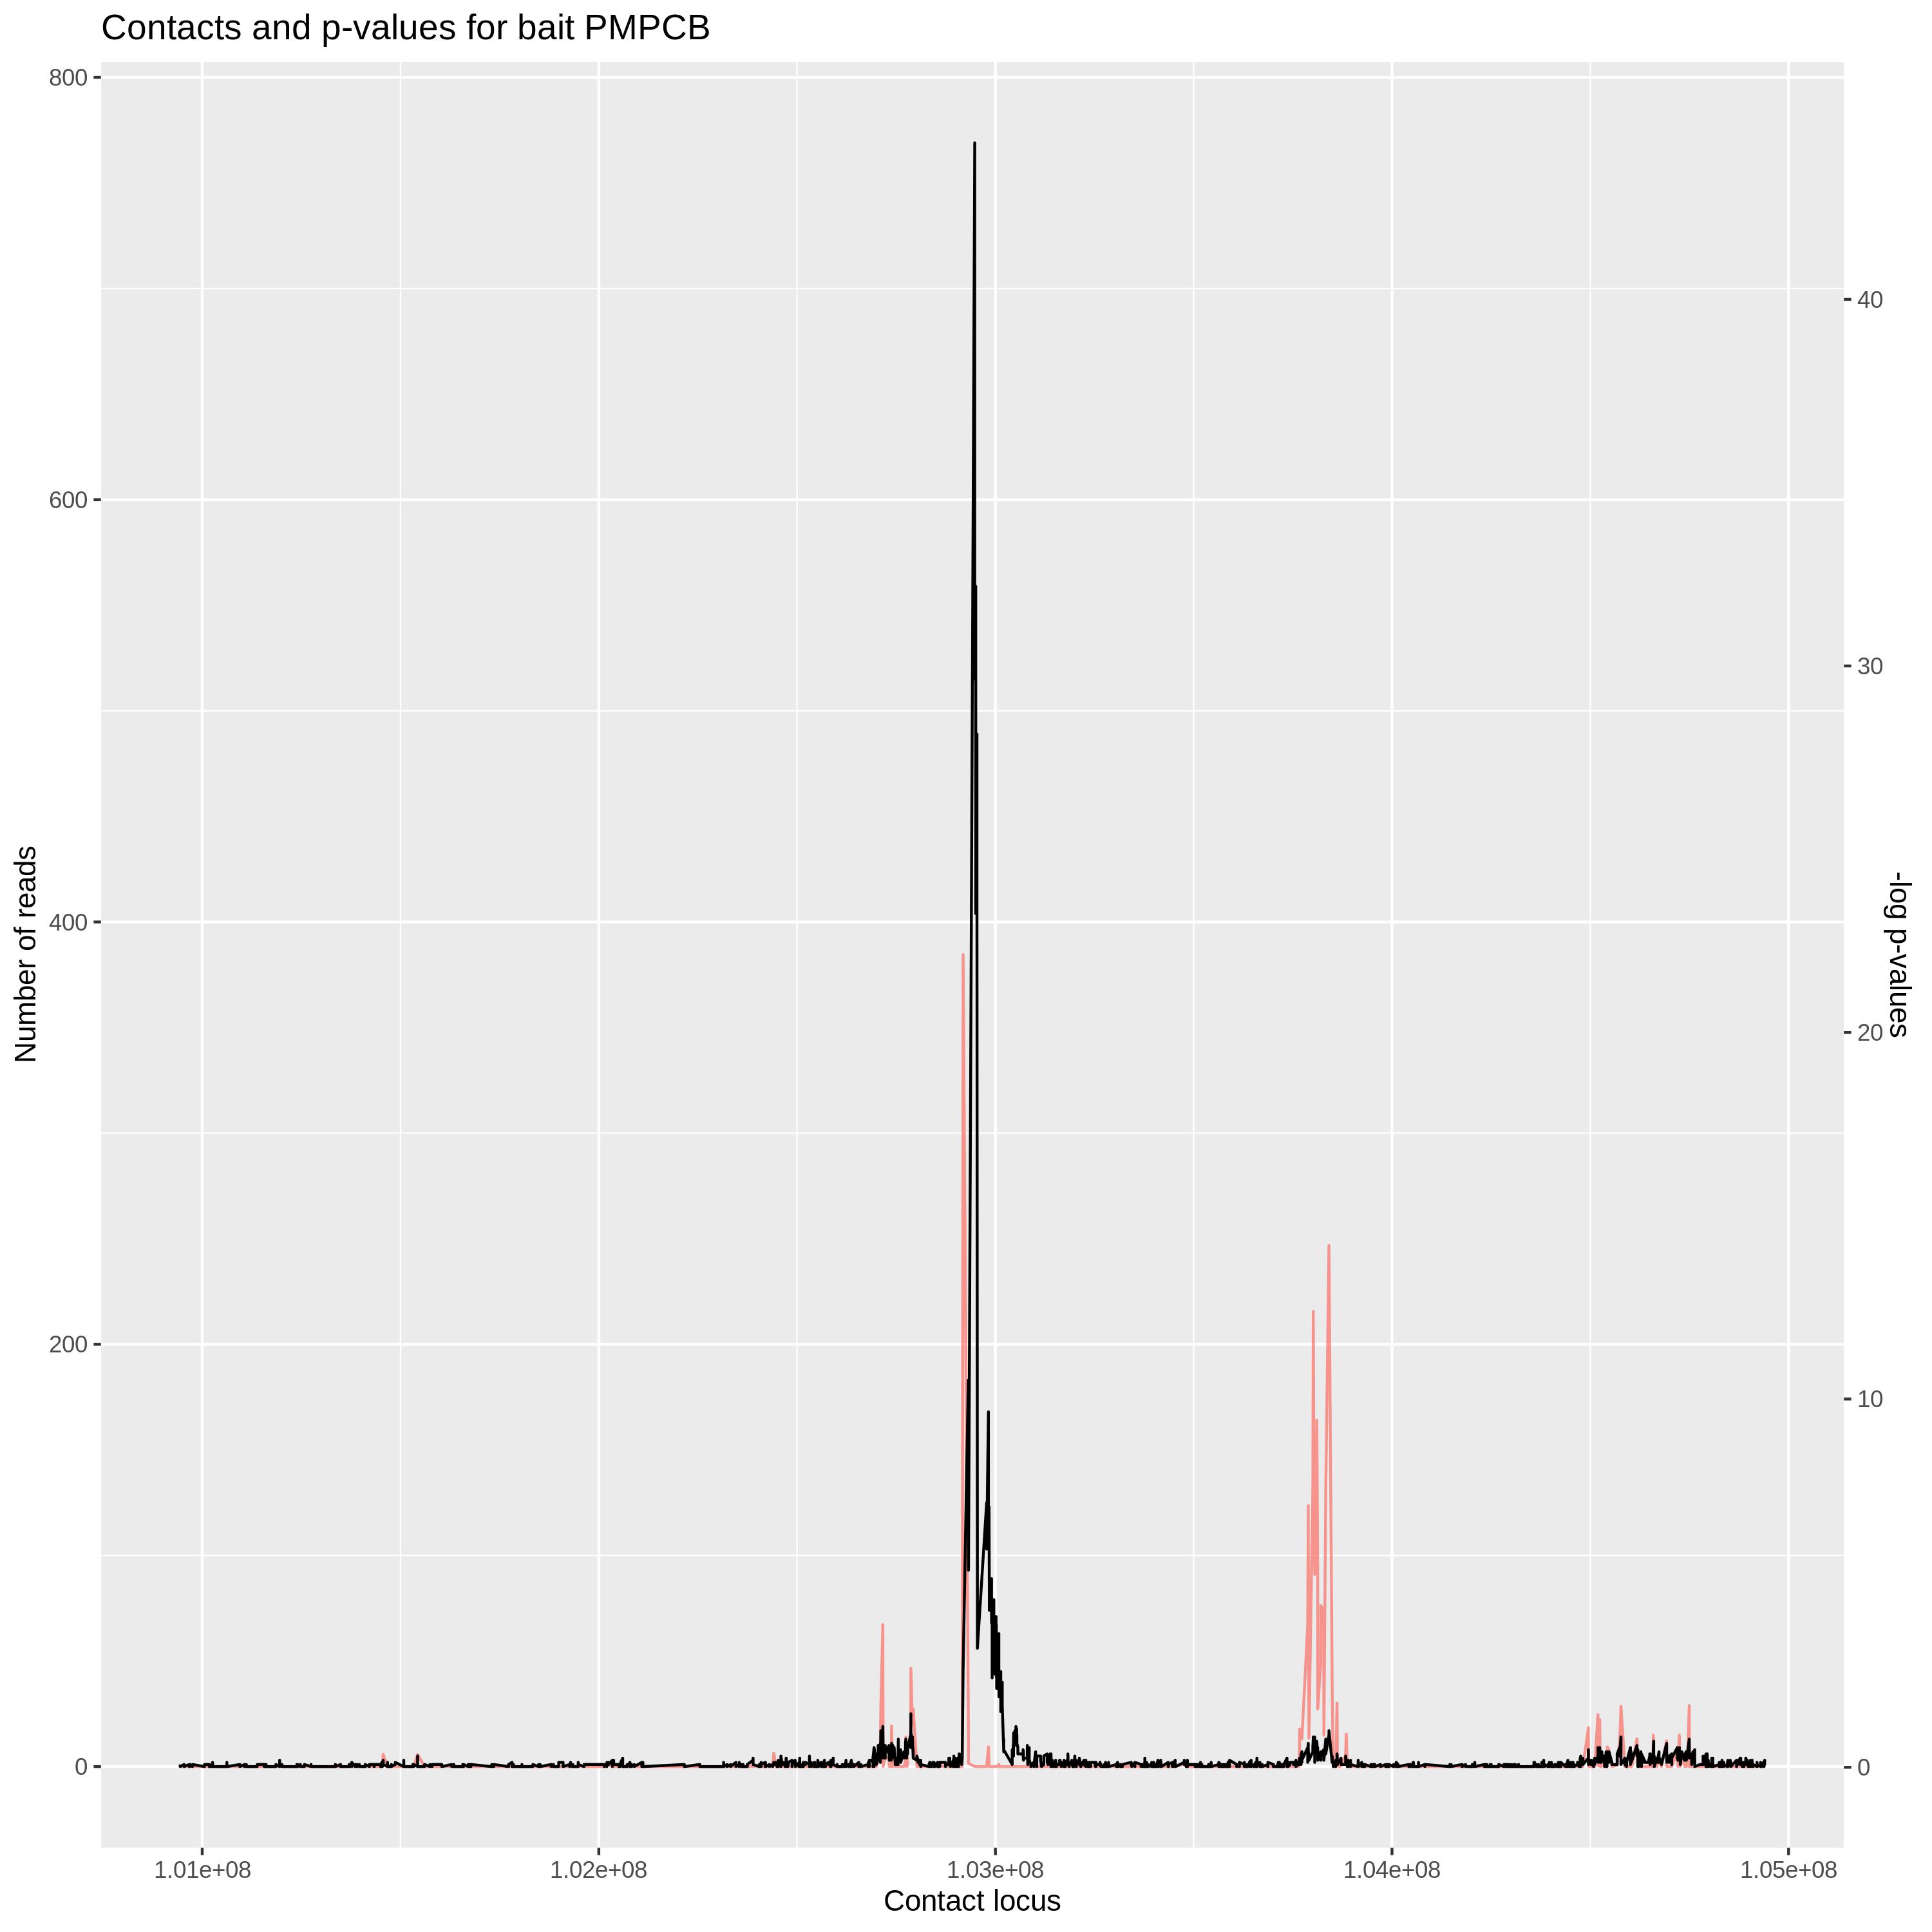 Contacts and p-values for bait PMPCB
800
600
400
200
0
Number of reads
40
30
20
10
0
-log p-values
1.01e+08
1.02e+08
1.03e+08
1.04e+08
1.05e+08
Contact locus